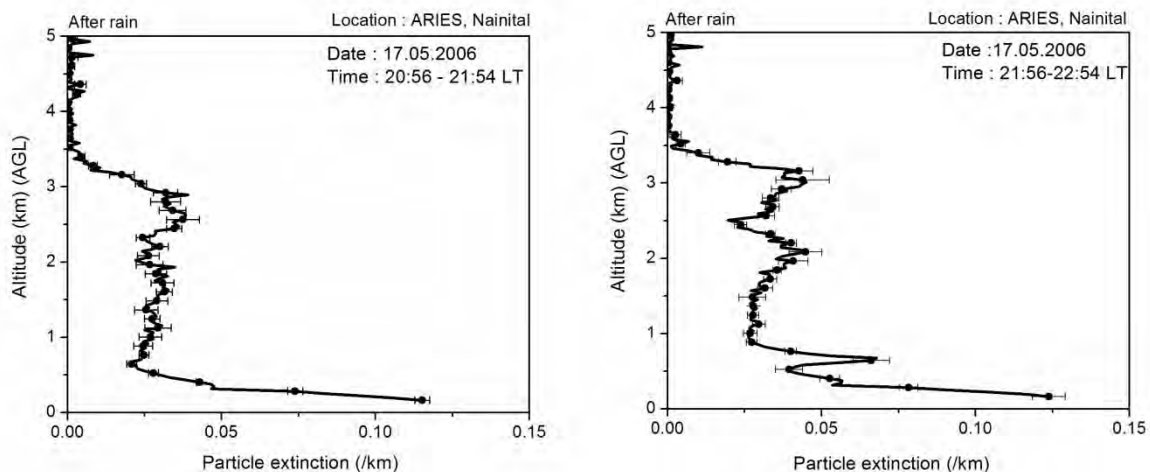 After rain
Location : ARIES, Nainital
Date : 17.05.2006
Time : 20:56 - 21:54 LT
Altitude (km) (AGL)
5
4
3
2
1
0
0.00
0.05
0.10
0.15
Particle extinction (/km)
After rain
Location : ARIES, Nainital
Date :17.05.2006
Time : 21:56-22:54 LT
Altitude (km) (AGL)
5
4
3
2
1
0
0.00
0.05
0.10
0.15
Particle extinction (/km)